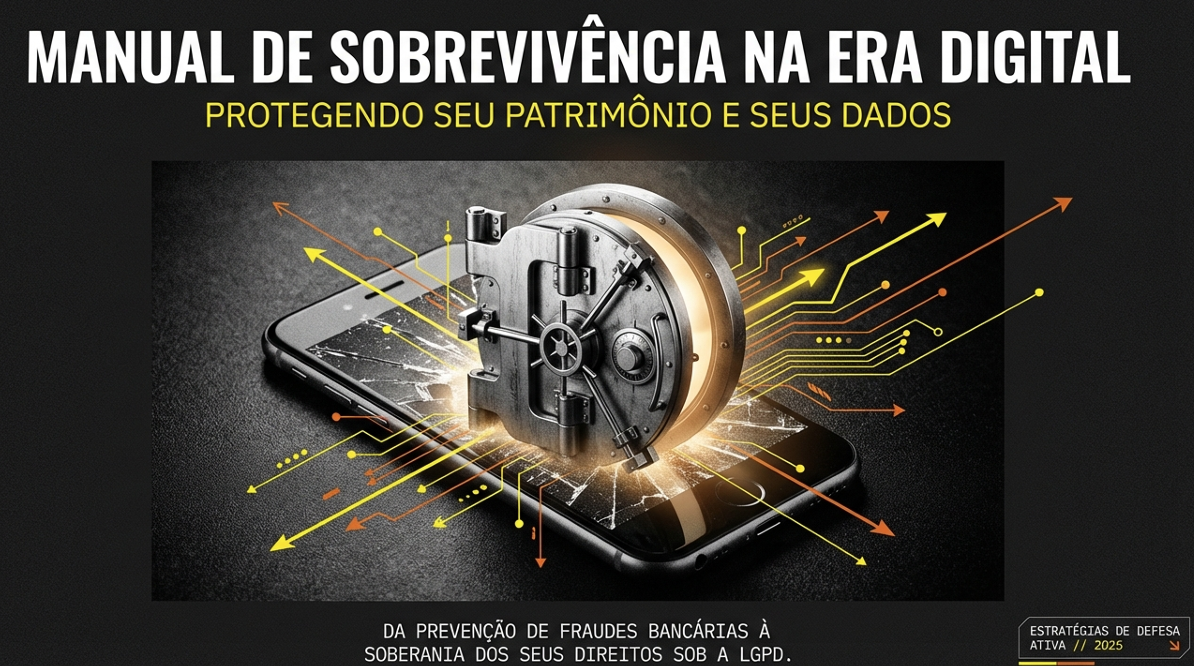 MANUAL DE SOBREVIVÊNCIA NA ERA DIGITAL
PROTEGENDO SEU PATRIMÔNIO E SEUS DADOS
DA PREVENÇÃO DE FRAUDES BANCÁRIAS À
SOBERANIA DOS SEUS DIREITOS SOB A LGPD.
ESTRATÉGIAS DE DEFESA
ATIVA // 2025